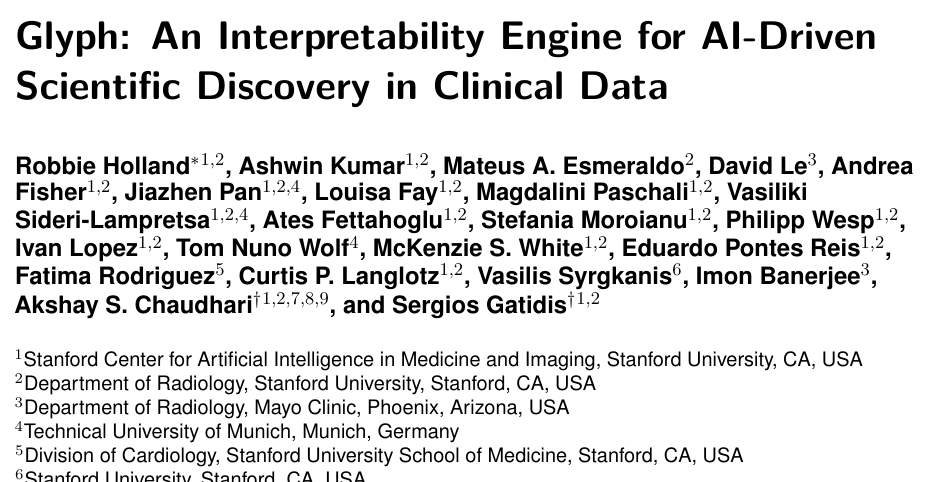 Glyph: An Interpretability Engine for AI-Driven
Scientific Discovery in Clinical Data
Robbie Holland∗1,2, Ashwin Kumar1,2, Mateus A. Esmeraldo2, David Le3, Andrea
Fisher1,2, Jiazhen Pan1,2,4, Louisa Fay1,2, Magdalini Paschali1,2, Vasiliki
Sideri-Lampretsa1,2,4, Ates Fettahoglu1,2, Stefania Moroianu1,2, Philipp Wesp1,2,
Ivan Lopez1,2, Tom Nuno Wolf4, McKenzie S. White1,2, Eduardo Pontes Reis1,2,
Fatima Rodriguez5, Curtis P. Langlotz1,2, Vasilis Syrgkanis6, Imon Banerjee3,
Akshay S. Chaudhari†1,2,7,8,9, and Sergios Gatidis†1,2
1Stanford Center for Artificial Intelligence in Medicine and Imaging, Stanford University, CA, USA
2Department of Radiology, Stanford University, Stanford, CA, USA
3Department of Radiology, Mayo Clinic, Phoenix, Arizona, USA
4Technical University of Munich, Munich, Germany
5Division of Cardiology, Stanford University School of Medicine, Stanford, CA, USA
6Stanford University, Stanford, CA, USA